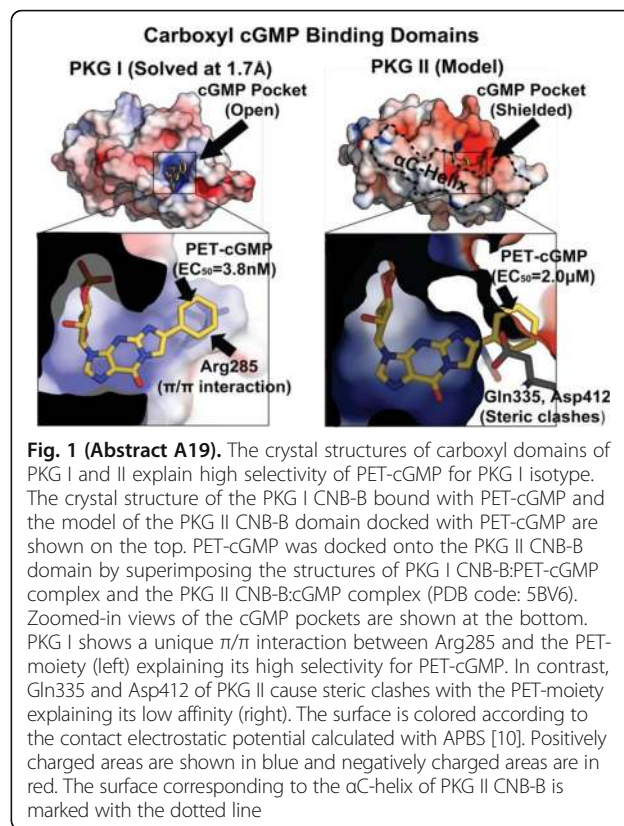 Carboxyl cGMP Binding Domains
PKG I (Solved at 1.7Å)
cGMP Pocket
(Open)
PKG II (Model)
cGMP Pocket
(Shielded)
αC-Helix
PET-cGMP
(EC50=3.8nM)
Arg285
(π/π interaction)
PET-cGMP
(EC50=2.0µM)
Gln335, Asp412
(Steric clashes)
Fig. 1 (Abstract A19). The crystal structures of carboxyl domains of
PKG I and II explain high selectivity of PET-cGMP for PKG I isotype.
The crystal structure of the PKG I CNB-B bound with PET-cGMP and
the model of the PKG II CNB-B domain docked with PET-cGMP are
shown on the top. PET-cGMP was docked onto the PKG II CNB-B
domain by superimposing the structures of PKG I CNB-B:PET-cGMP
complex and the PKG II CNB-B:cGMP complex (PDB code: 5BV6).
Zoomed-in views of the cGMP pockets are shown at the bottom.
PKG I shows a unique π/π interaction between Arg285 and the PET-
moiety (left) explaining its high selectivity for PET-cGMP. In contrast,
Gln335 and Asp412 of PKG II cause steric clashes with the PET-moiety
explaining its low affinity (right). The surface is colored according to
the contact electrostatic potential calculated with APBS [10]. Positively
charged areas are shown in blue and negatively charged areas are in
red. The surface corresponding to the αC-helix of PKG II CNB-B is
marked with the dotted line